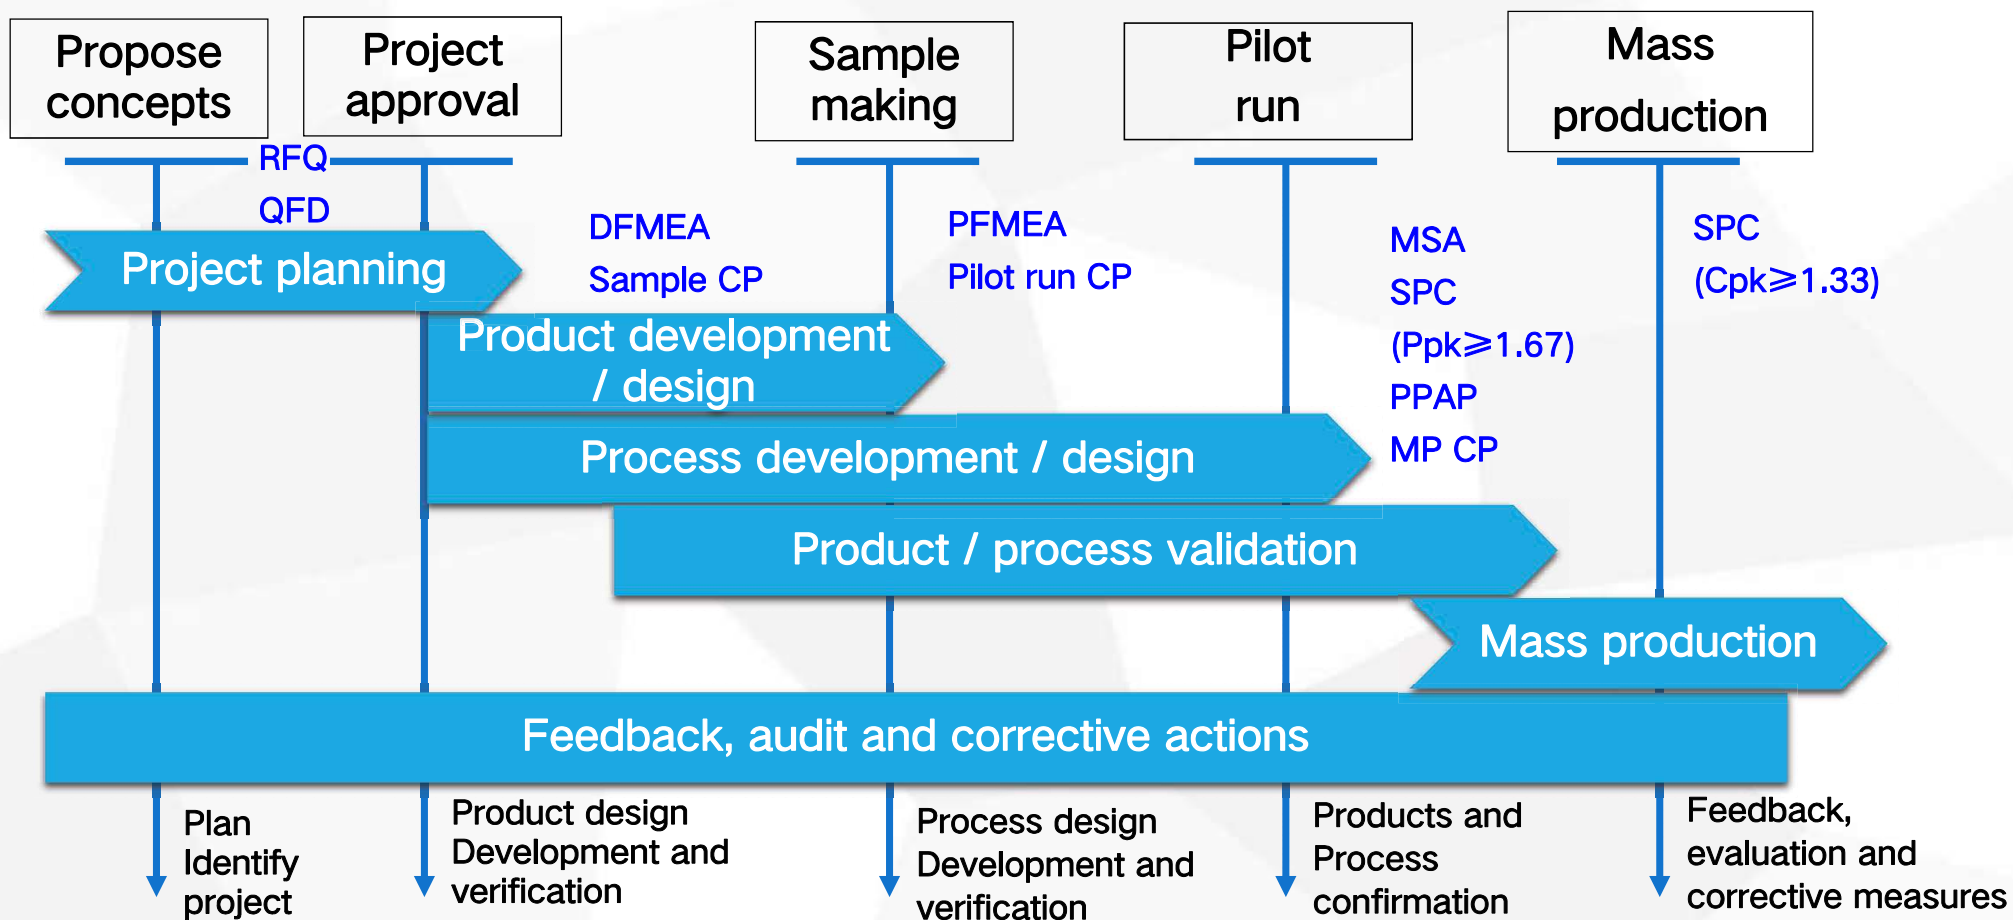 Propose
concepts
Project
approval
Sample
making
Pilot
run
Mass
production
RFQ
QFD
DFMEA
Sample CP
PFMEA
Pilot run CP
MSA
SPC
(Ppk⩾1.67)
PPAP
MP CP
SPC
(Cpk⩾1.33)
Project planning
Product development
/ design
Process development / design
Product / process validation
Mass production
Feedback, audit and corrective actions
Plan
Identify
project
Product design
Development and
verification
Process design
Development and
verification
Products and
Process
confirmation
Feedback,
evaluation and
corrective measures